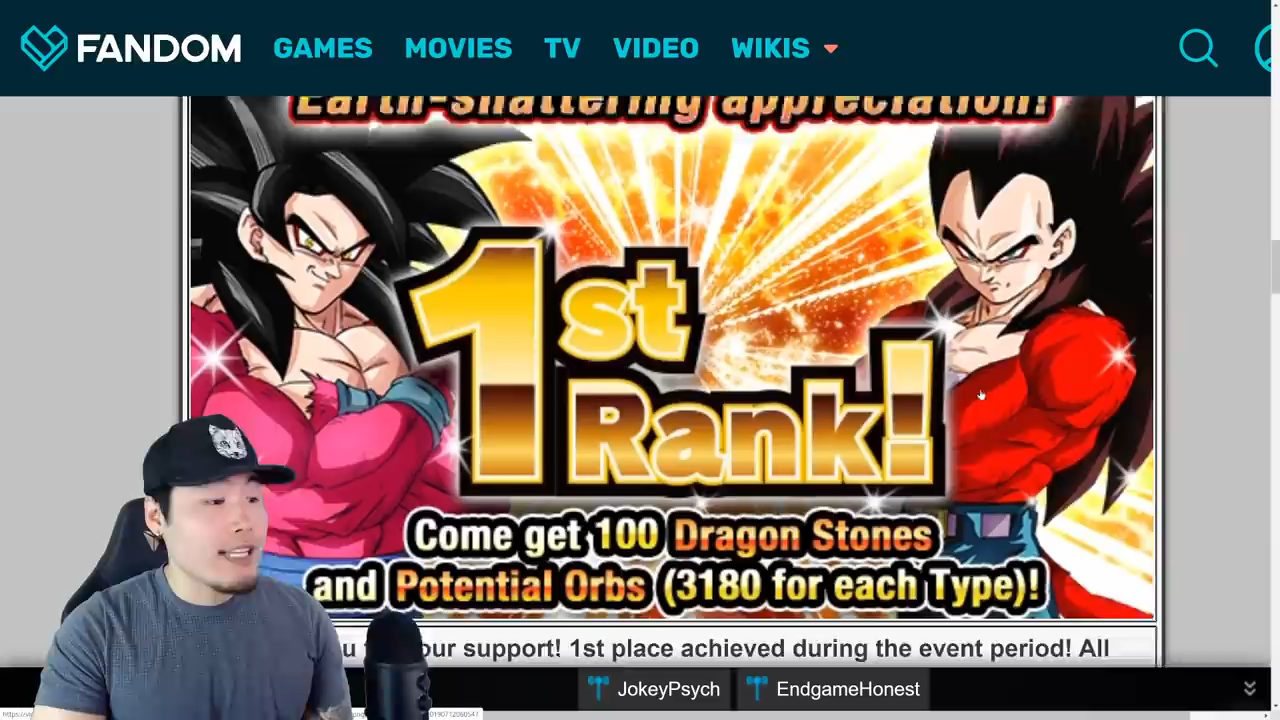 FANDOM GAMES MOVIES TV VIDEO WIKIS
Earth-shattering appreciation!
1st
Rank!
Come get 100 Dragon Stones
and Potential Orbs (3180 for each Type)!
our support! 1st place achieved during the event period! All
JokeyPsych EndgameHonest